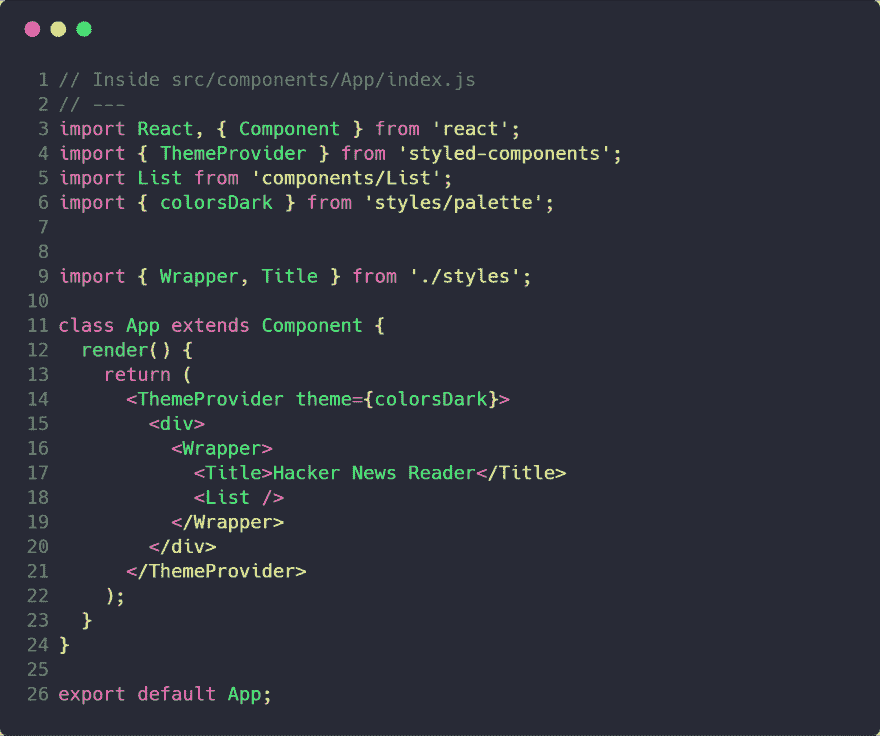 1 // Inside src/components/App/index.js
2 // ---
3 import React, { Component } from 'react';
4 import { ThemeProvider } from 'styled-components';
5 import List from 'components/List';
6 import { colorsDark } from 'styles/palette';
7
8
9 import { Wrapper, Title } from './styles';
10
11 class App extends Component {
12   render() {
13     return (
14       <ThemeProvider theme={colorsDark}>
15         <div>
16           <Wrapper>
17             <Title>Hacker News Reader</Title>
18             <List />
19           </Wrapper>
20         </div>
21       </ThemeProvider>
22     );
23   }
24 }
25
26 export default App;